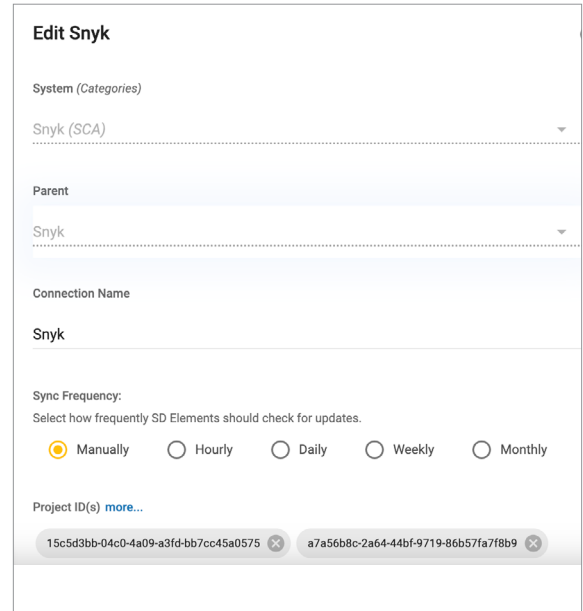 Edit Snyk
System (Categories)
Snyk (SCA)
Parent
Snyk
Connection Name
Snyk
Sync Frequency:
Select how frequently SD Elements should check for updates.
Manually Hourly Daily Weekly Monthly
Project ID(s) more...
15c5d3bb-04c0-4a09-a3fd-bb7cc45a0575 a7a56b8c-2a64-44bf-9719-86b57fa7f8b9